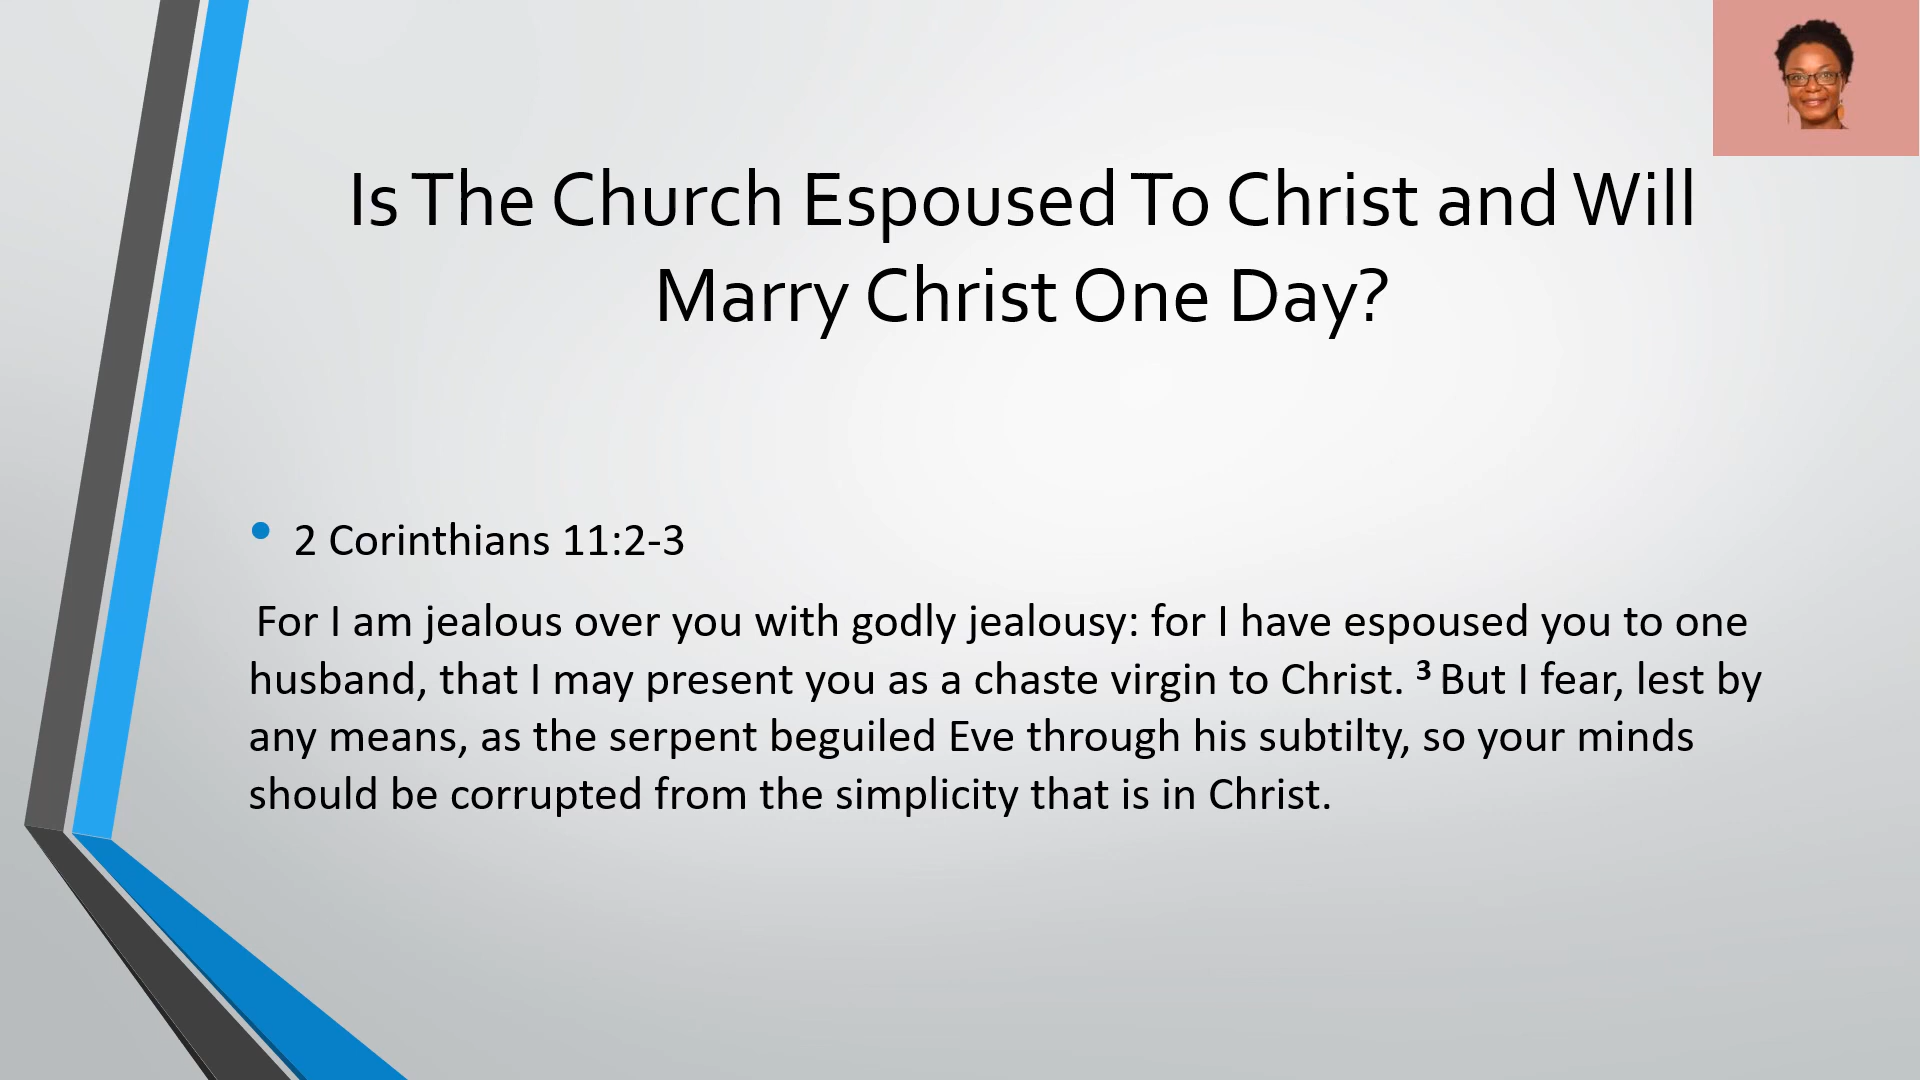 Is The Church Espoused To Christ and Will
Marry Christ One Day?
• 2 Corinthians 11:2-3
For I am jealous over you with godly jealousy: for I have espoused you to one
husband, that I may present you as a chaste virgin to Christ. ³ But I fear, lest by
any means, as the serpent beguiled Eve through his subtilty, so your minds
should be corrupted from the simplicity that is in Christ.